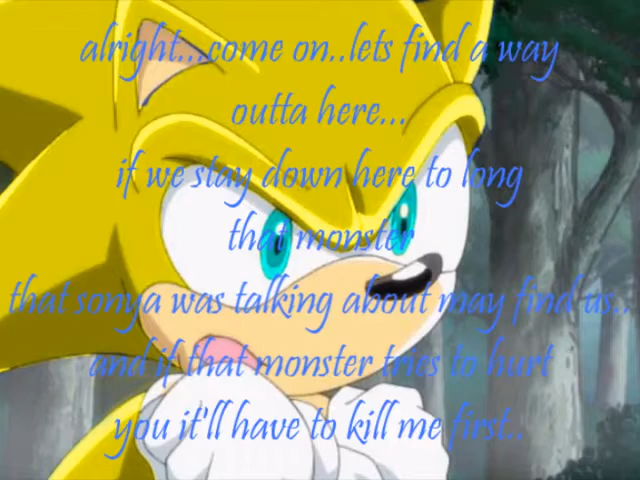 alright...come on..lets find a way
outta here...
if we stay down here to long
that monster
that sonya was talking about may find us..
and if that monster tries to hurt
you it'll have to kill me first..